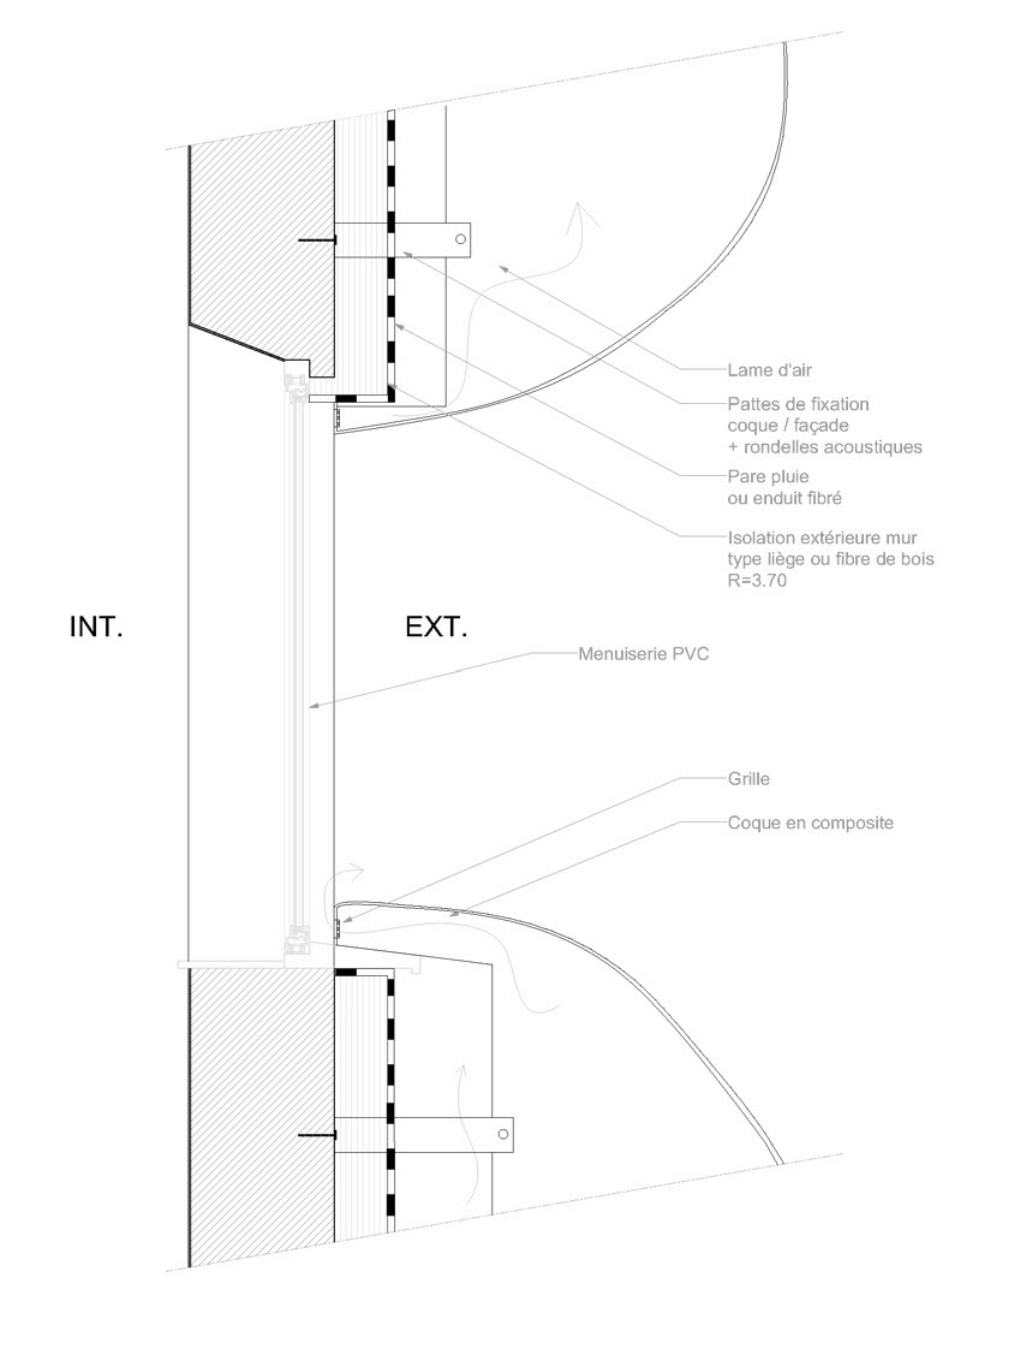 Lame d'air
Pattes de fixation
coque / façade
+ rondelles acoustiques
Pare pluie
ou enduit fibré
Isolation extérieure mur
type liège ou fibre de bois
R=3.70
INT.
EXT.
Menuiserie PVC
Grille
Coque en composite